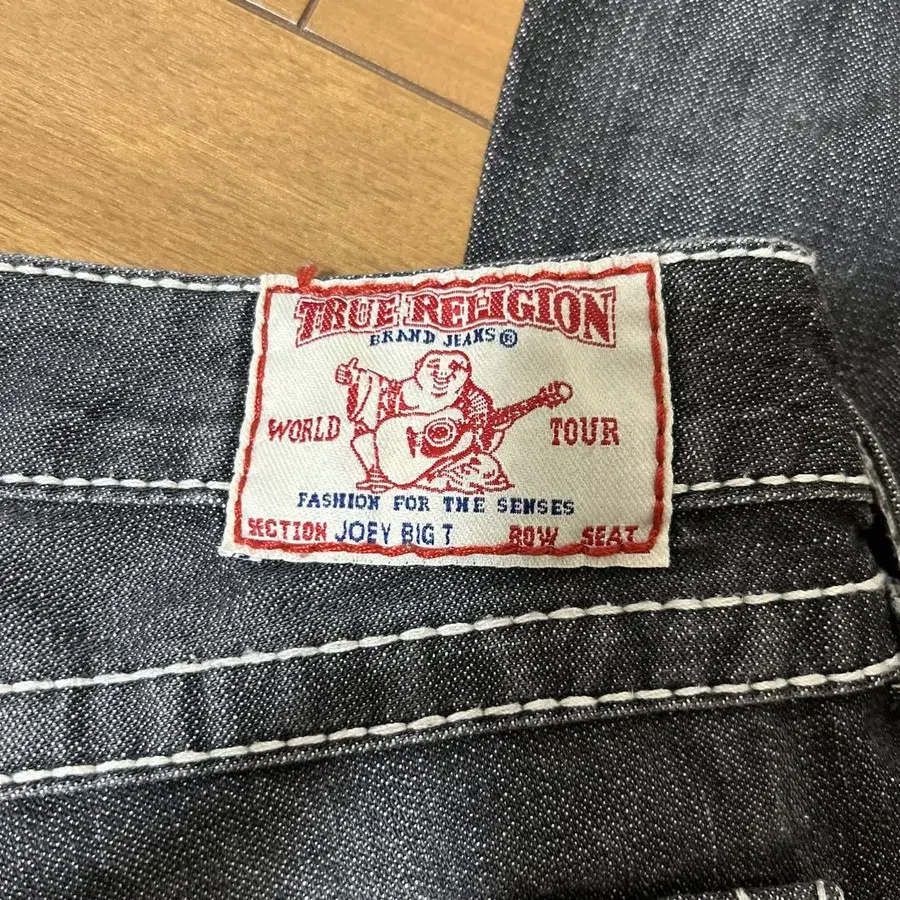 TRUE RELIGION
BRAND JEANS®
WORLD TOUR
FASHION FOR THE SENSES
SECTION JOEY BIG T ROW SEAT